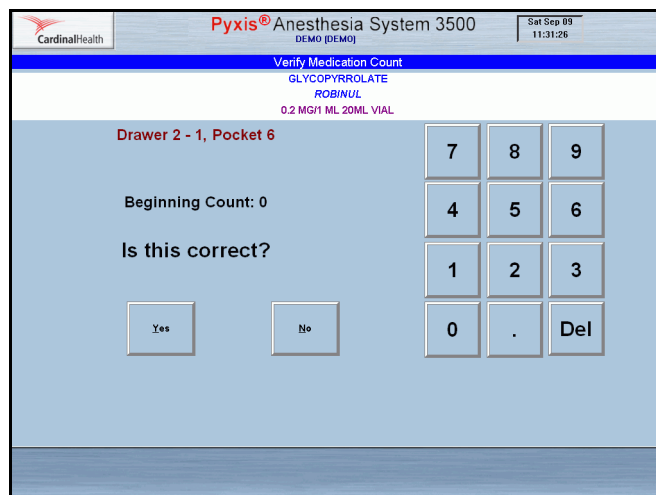 CardinalHealth
Pyxis® Anesthesia System 3500
DEMO [DEMO]
Sat Sep 09
11:31:26
Verify Medication Count
GLYCOPYRROLATE
ROBINUL
0.2 MG/1 ML 20ML VIAL
Drawer 2 - 1, Pocket 6
Beginning Count: 0
Is this correct?
Yes No
7 8 9
4 5 6
1 2 3
0 . Del